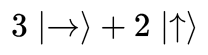 3 |→⟩ + 2 |↑⟩